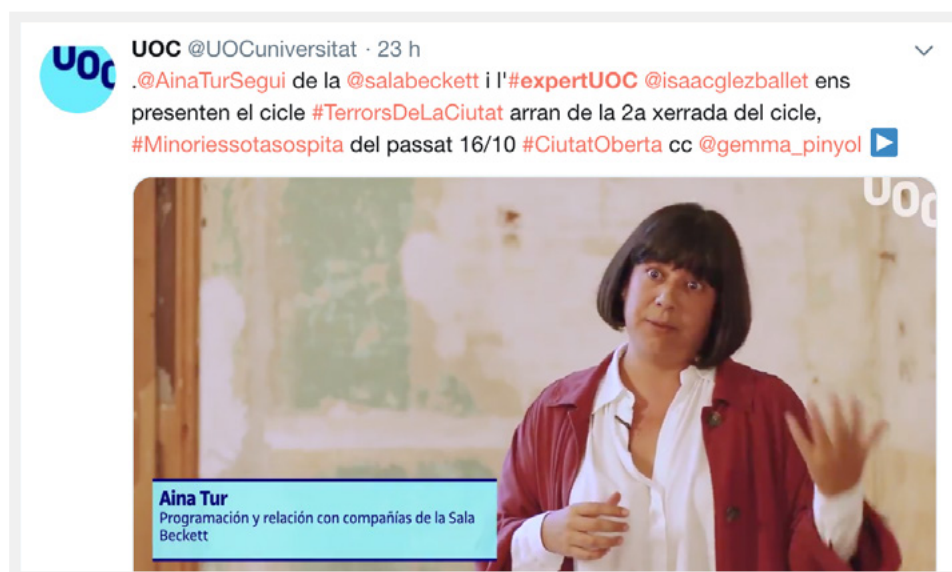 UOC
UOC @UOCuniversitat · 23 h
.@AinaTurSegui de la @salabeckett i l'#expertUOC @isaacglezballet ens
presenten el cicle #TerrorsDeLaCiutat arran de la 2a xerrada del cicle,
#Minoriessotasospita del passat 16/10 #CiutatOberta cc @gemma_pinyol
UOC
Aina Tur
Programación y relación con compañías de la Sala
Beckett